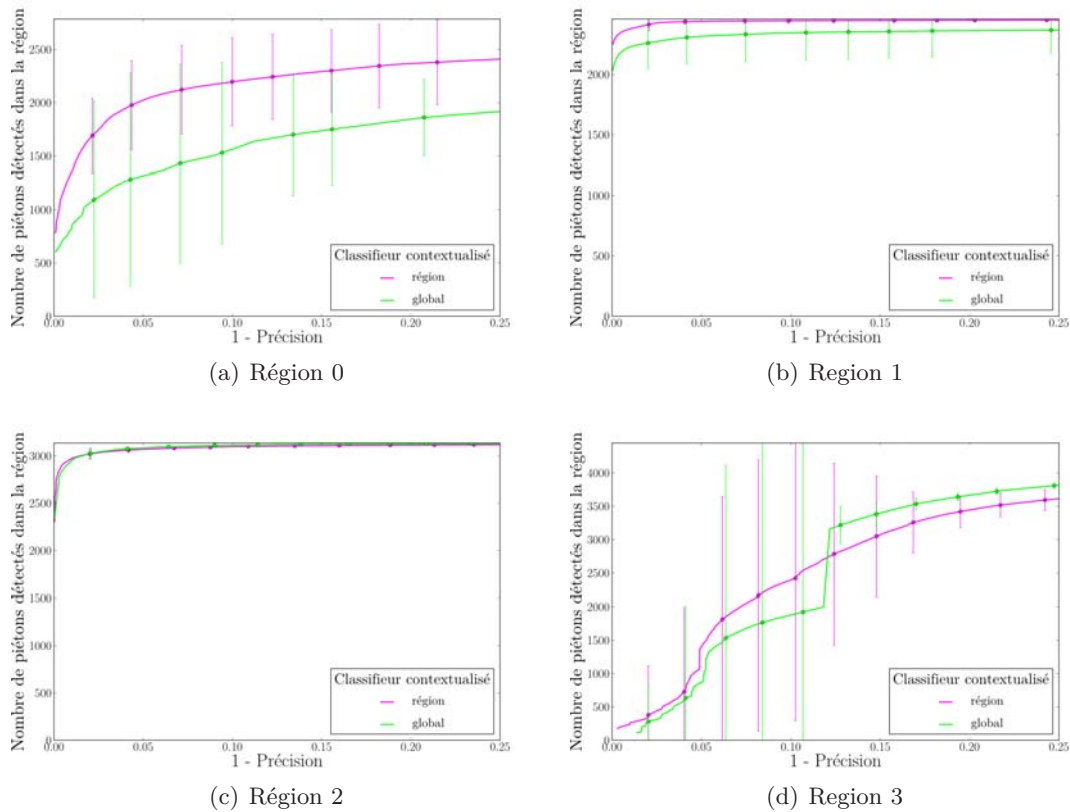 Nombre de piétons détectés dans la région
2500
2000
1500
1000
500
0
0.00
0.05
0.10
0.15
0.20
0.25
1 - Précision
Classifieur contextualisé
région
global
(a) Région 0
Nombre de piétons détectés dans la région
2000
1500
1000
500
0
0.00
0.05
0.10
0.15
0.20
0.25
1 - Précision
Classifieur contextualisé
région
global
(b) Region 1
Nombre de piétons détectés dans la région
3000
2500
2000
1500
1000
500
0
0.00
0.05
0.10
0.15
0.20
0.25
1 - Précision
Classifieur contextualisé
région
global
(c) Région 2
Nombre de piétons détectés dans la région
4000
3500
3000
2500
2000
1500
1000
500
0
0.00
0.05
0.10
0.15
0.20
0.25
1 - Précision
Classifieur contextualisé
région
global
(d) Region 3